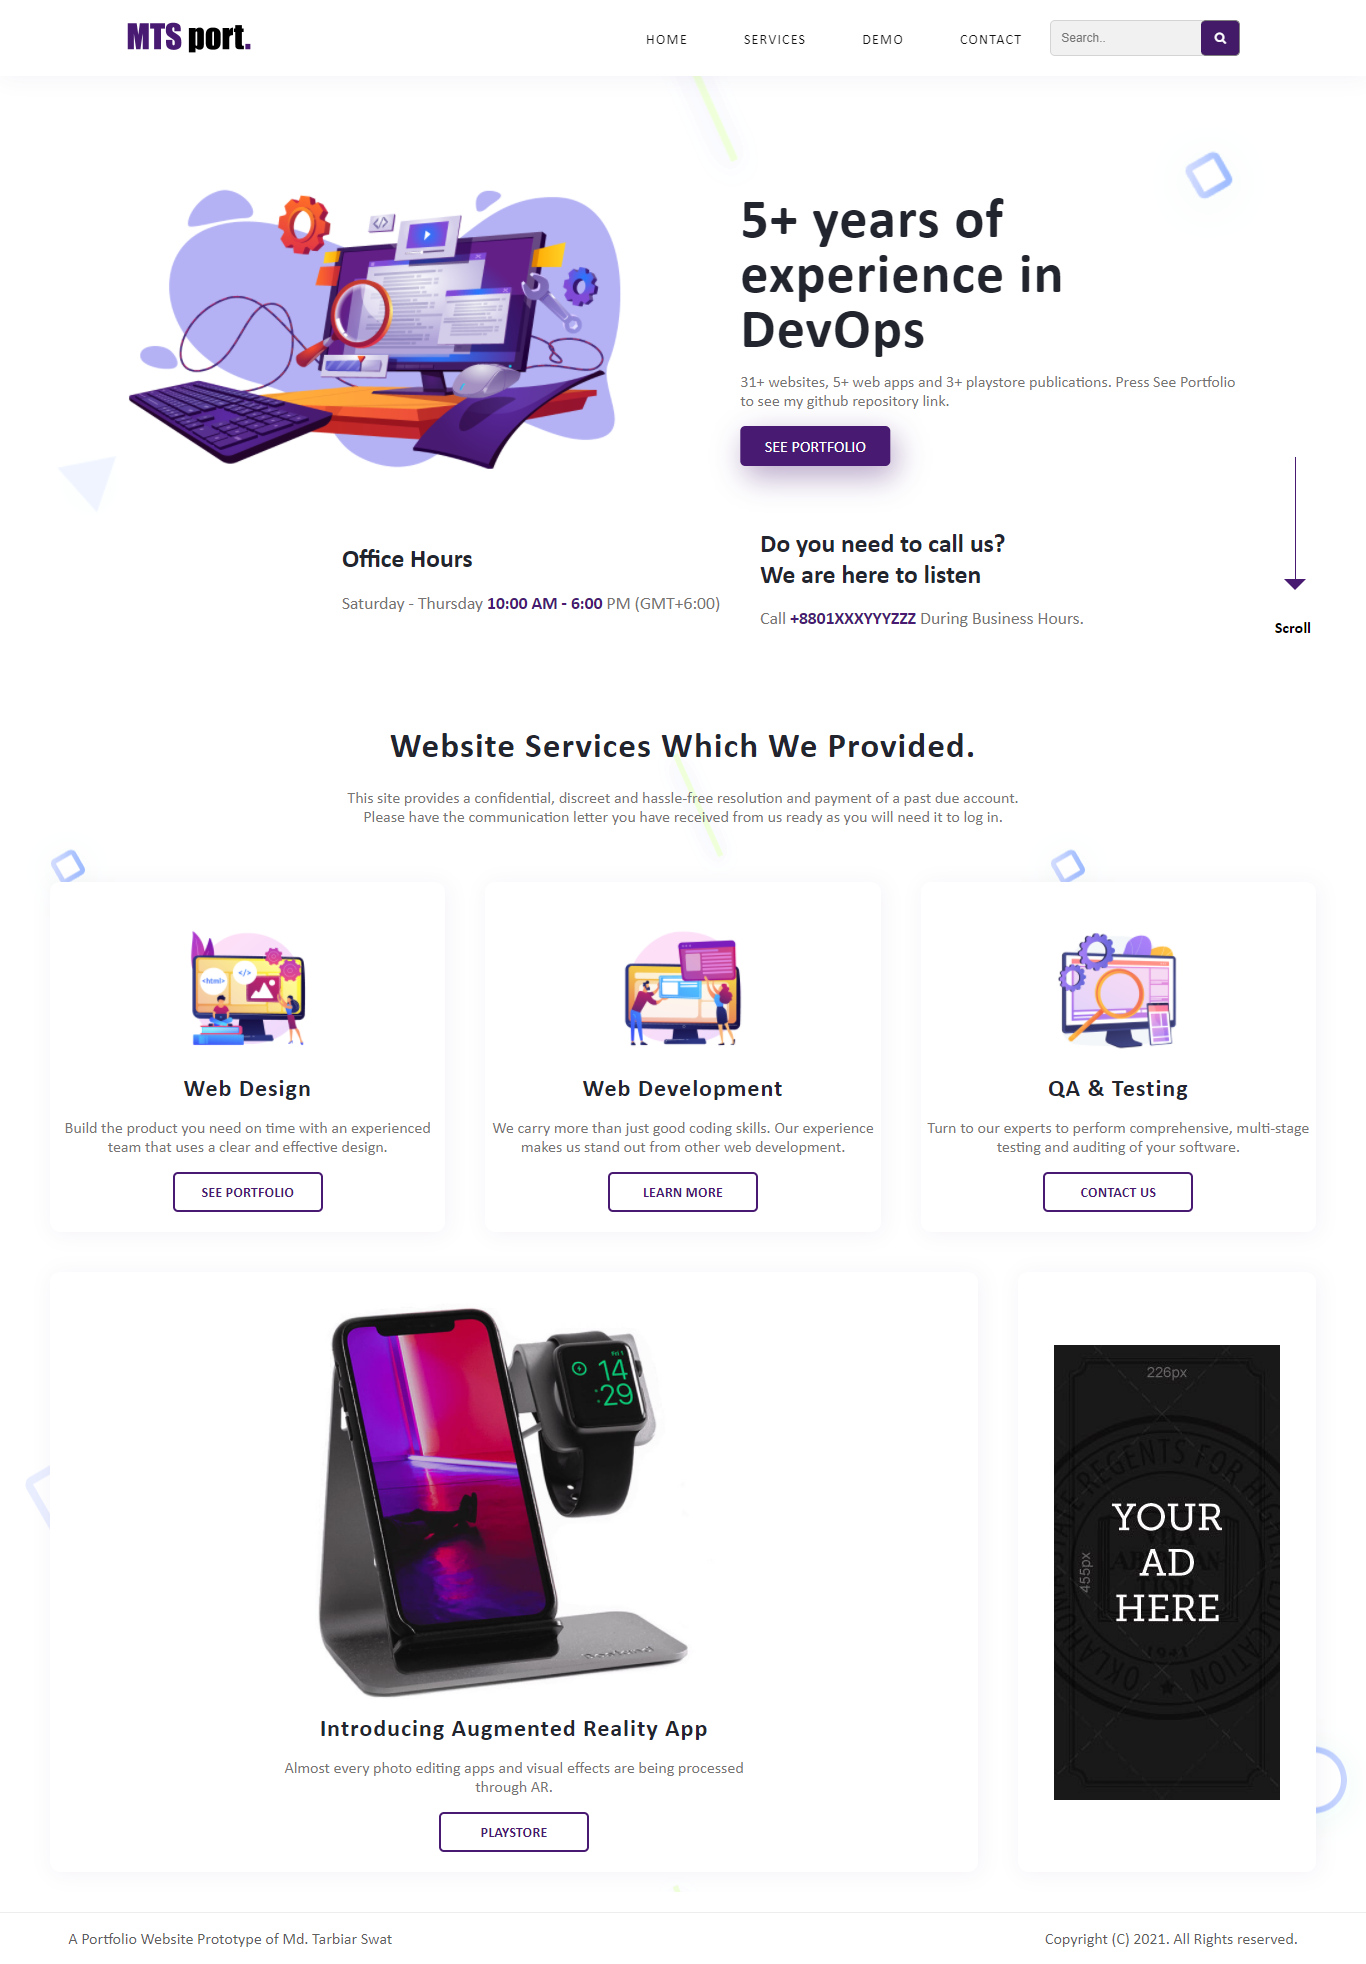 MTS port.
HOME
SERVICES
DEMO
CONTACT
Search..
5+ years of
experience in
DevOps
31+ websites, 5+ web apps and 3+ playstore publications. Press See Portfolio
to see my github repository link.
SEE PORTFOLIO
Office Hours
Saturday - Thursday 10:00 AM - 6:00 PM (GMT+6:00)
Do you need to call us?
We are here to listen
Call +8801XXXYYYZZZ During Business Hours.
Scroll
Website Services Which We Provided.
This site provides a confidential, discreet and hassle-free resolution and payment of a past due account.
Please have the communication letter you have received from us ready as you will need it to log in.
<html>
</>
Web Design
Build the product you need on time with an experienced
team that uses a clear and effective design.
SEE PORTFOLIO
Web Development
We carry more than just good coding skills. Our experience
makes us stand out from other web development.
LEARN MORE
QA & Testing
Turn to our experts to perform comprehensive, multi-stage
testing and auditing of your software.
CONTACT US
Fri 1
14
:29
Introducing Augmented Reality App
Almost every photo editing apps and visual effects are being processed
through AR.
PLAYSTORE
226px
455px
YOUR
AD
HERE
A Portfolio Website Prototype of Md. Tarbiar Swat
Copyright (C) 2021. All Rights reserved.